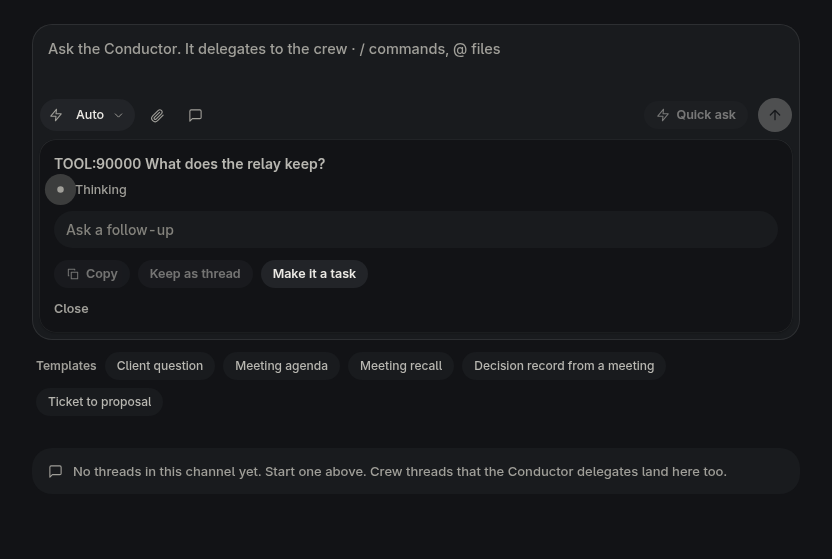 Ask the Conductor. It delegates to the crew · / commands, @ files
Auto
Quick ask
TOOL:90000 What does the relay keep?
Thinking
Ask a follow-up
Copy Keep as thread Make it a task
Close
Templates Client question Meeting agenda Meeting recall Decision record from a meeting
Ticket to proposal
No threads in this channel yet. Start one above. Crew threads that the Conductor delegates land here too.